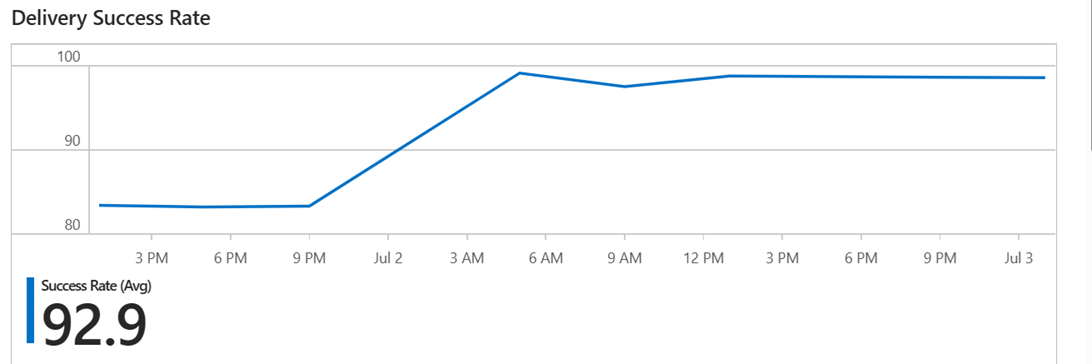 Delivery Success Rate
100
90
80
3 PM 6 PM 9 PM Jul 2 3 AM 6 AM 9 AM 12 PM 3 PM 6 PM 9 PM Jul 3
Success Rate (Avg)
92.9